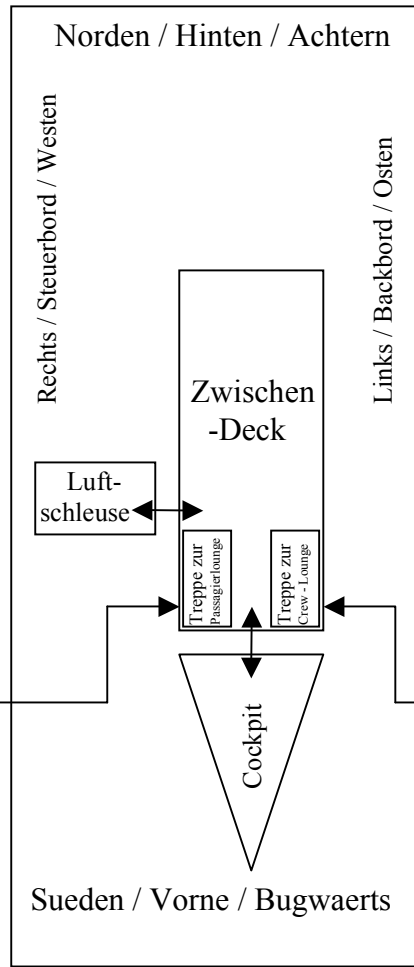 Norden / Hinten / Achtern
Rechts / Steuerbord / Westen
Links / Backbord / Osten
Zwischen
-Deck
Luft-
schleuse
Treppe zur
Passagierlounge
Treppe zur
Crew - Lounge
Cockpit
Sueden / Vorne / Bugwaerts